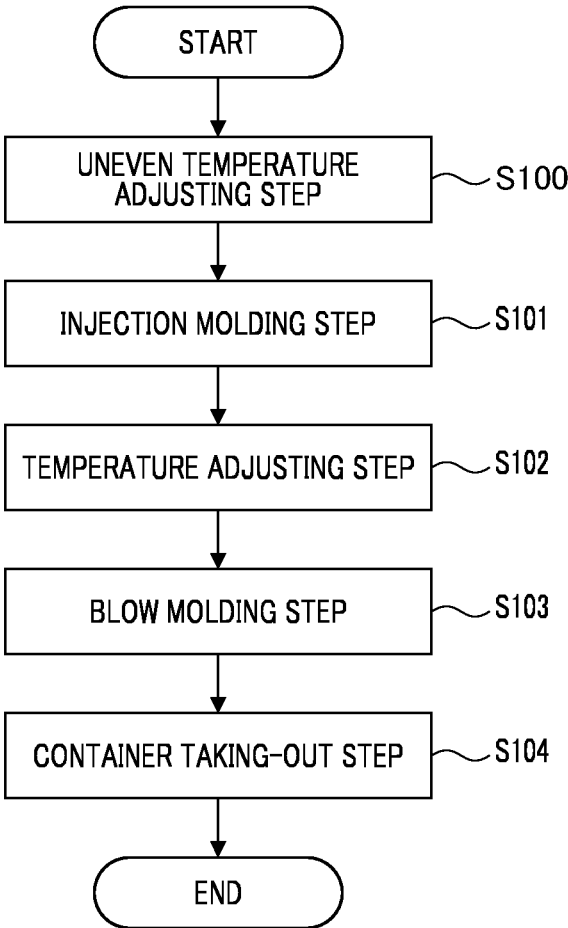 START
UNEVEN TEMPERATURE
ADJUSTING STEP
S100
INJECTION MOLDING STEP
S101
TEMPERATURE ADJUSTING STEP
S102
BLOW MOLDING STEP
S103
CONTAINER TAKING-OUT STEP
S104
END